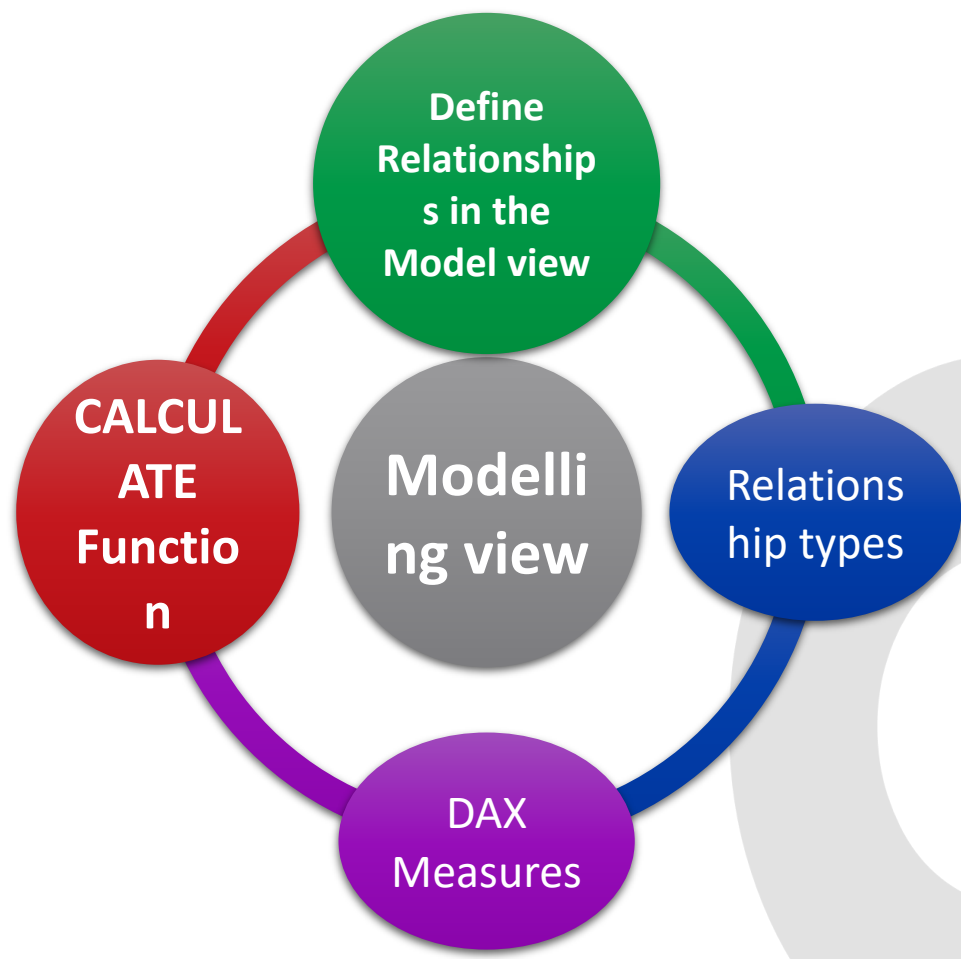 Define
Relationship
s in the
Model view
CALCUL
ATE
Functio
n
Modelli
ng view
Relations
hip types
DAX
Measures